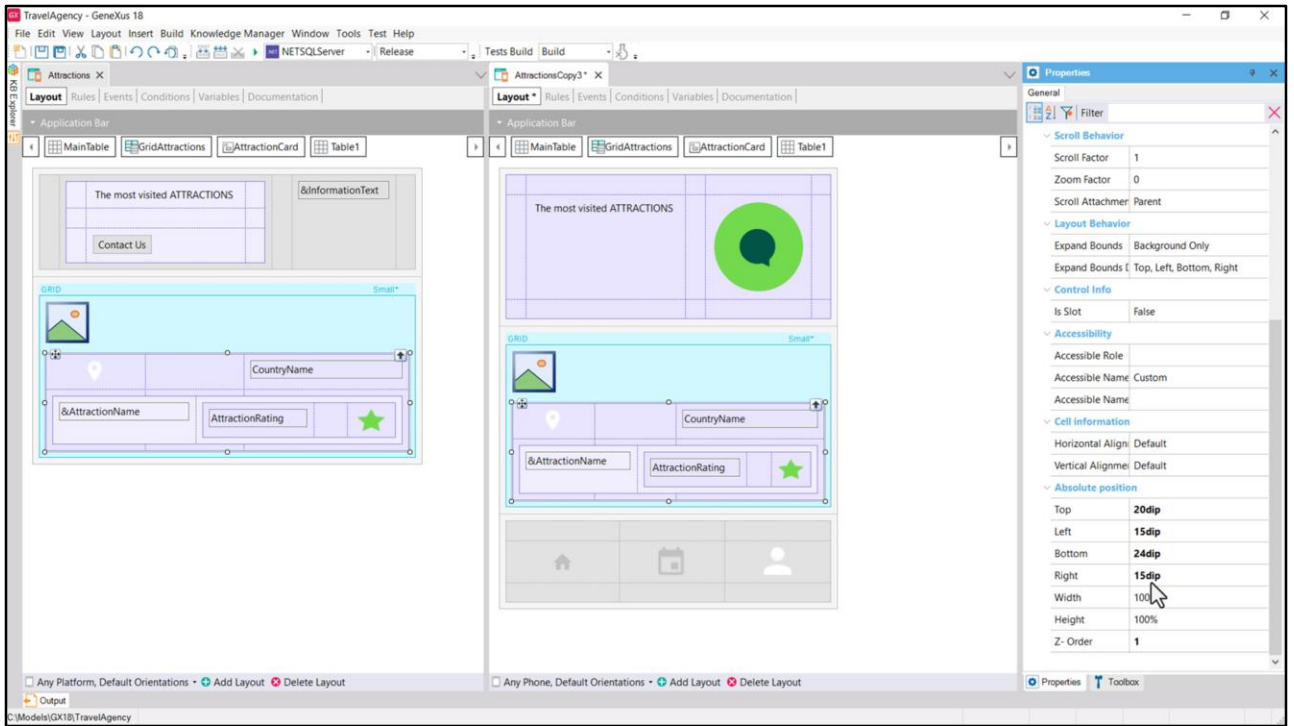 TravelAgency - GeneXus 18
File Edit View Layout Insert Build Knowledge Manager Window Tools Test Help
NETSQLServer Release Tests Build Build
KB Explorer
Attractions X
Layout Rules Events Conditions Variables Documentation
Application Bar
MainTable GridAttractions AttractionCard Table1
The most visited ATTRACTIONS
&InformationText
Contact Us
GRID Small*
CountryName
&AttractionName
AttractionRating
Any Platform, Default Orientations Add Layout Delete Layout
AttractionsCopy3* X
Layout * Rules Events Conditions Variables Documentation
Application Bar
MainTable GridAttractions AttractionCard Table1
The most visited ATTRACTIONS
GRID Small*
CountryName
&AttractionName
AttractionRating
Any Phone, Default Orientations Add Layout Delete Layout
Properties
General
Filter
Scroll Behavior
Scroll Factor 1
Zoom Factor 0
Scroll Attachmen Parent
Layout Behavior
Expand Bounds Background Only
Expand Bounds D Top, Left, Bottom, Right
Control Info
Is Slot False
Accessibility
Accessible Role
Accessible Name Custom
Accessible Name
Cell information
Horizontal Align Default
Vertical Alignme Default
Absolute position
Top 20dip
Left 15dip
Bottom 24dip
Right 15dip
Width
Height 100%
Z- Order 1
Properties Toolbox
Output
C:\Models\GX18\TravelAgency